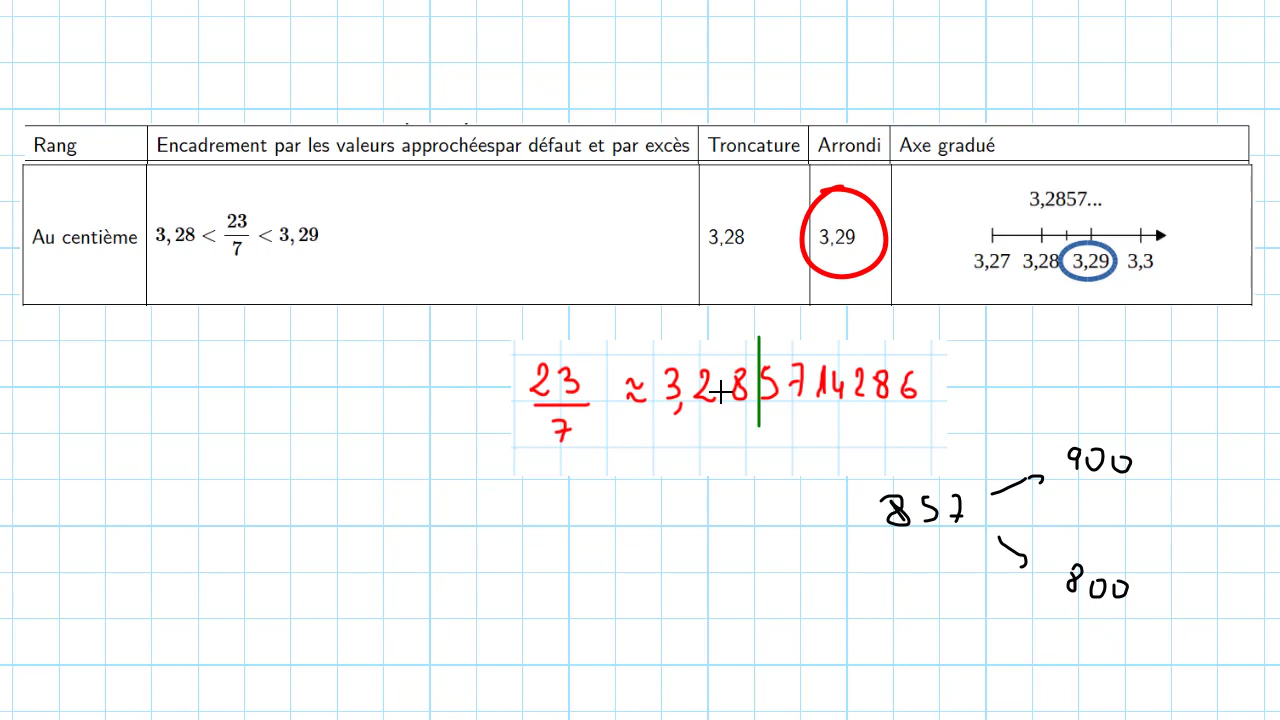 Rang Encadrement par les valeurs approchéespar défaut et par excès Troncature Arrondi Axe gradué
3,2857...
Au centième 3,28 < 23/7 < 3,29 3,28 3,29
3,27 3,28 3,29 3,3
23/7 ≈ 3,285714286
900
857
800